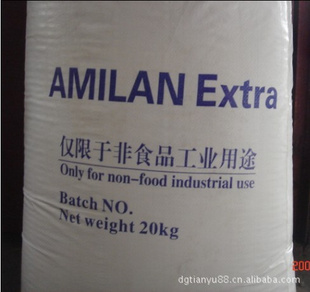 AMILAN Extra
仅限于非食品工业用途
Only for non-food industrial use
Batch NO.
Net weight 20kg
200
dgtianyu88.cn.alibaba.com